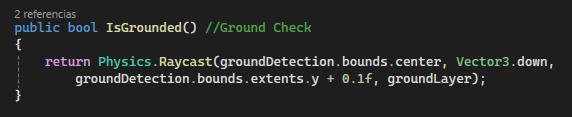 2 referencias
public bool IsGrounded() //Ground Check
{
return Physics.Raycast(groundDetection.bounds.center, Vector3.down,
groundDetection.bounds.extents.y + 0.1f, groundLayer);
}